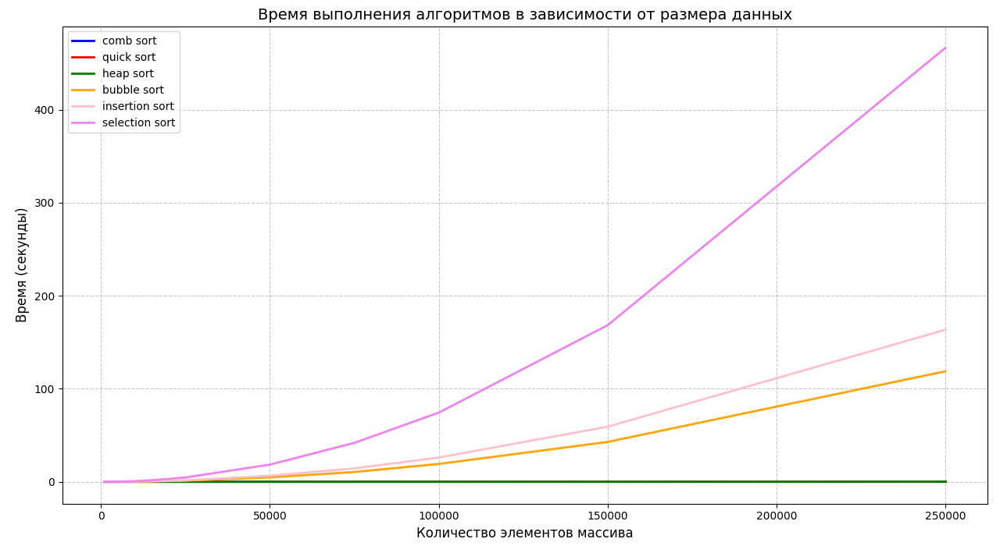 Время выполнения алгоритмов в зависимости от размера данных
comb sort
quick sort
heap sort
bubble sort
insertion sort
selection sort
Время (секунды)
400
300
200
100
0
0
50000
100000
150000
200000
250000
Количество элементов массива